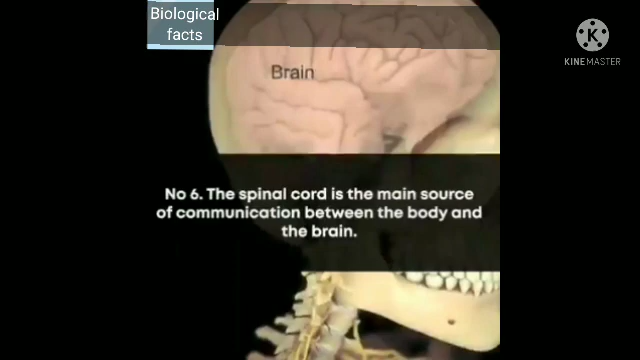 Biological
facts
Brain
K
KINEMASTER
No 6. The spinal cord is the main source
of communication between the body and
the brain.